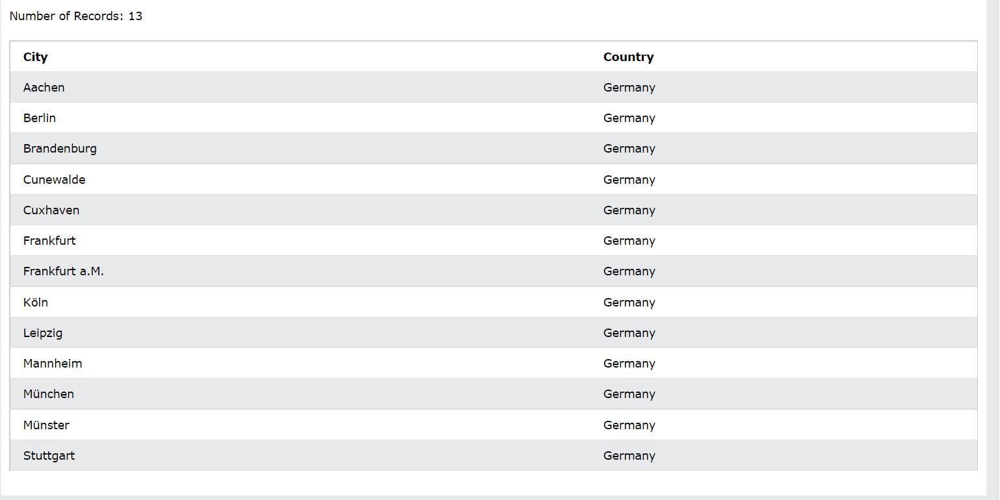 Number of Records: 13
City Country
Aachen Germany
Berlin Germany
Brandenburg Germany
Cunewalde Germany
Cuxhaven Germany
Frankfurt Germany
Frankfurt a.M. Germany
Köln Germany
Leipzig Germany
Mannheim Germany
München Germany
Münster Germany
Stuttgart Germany